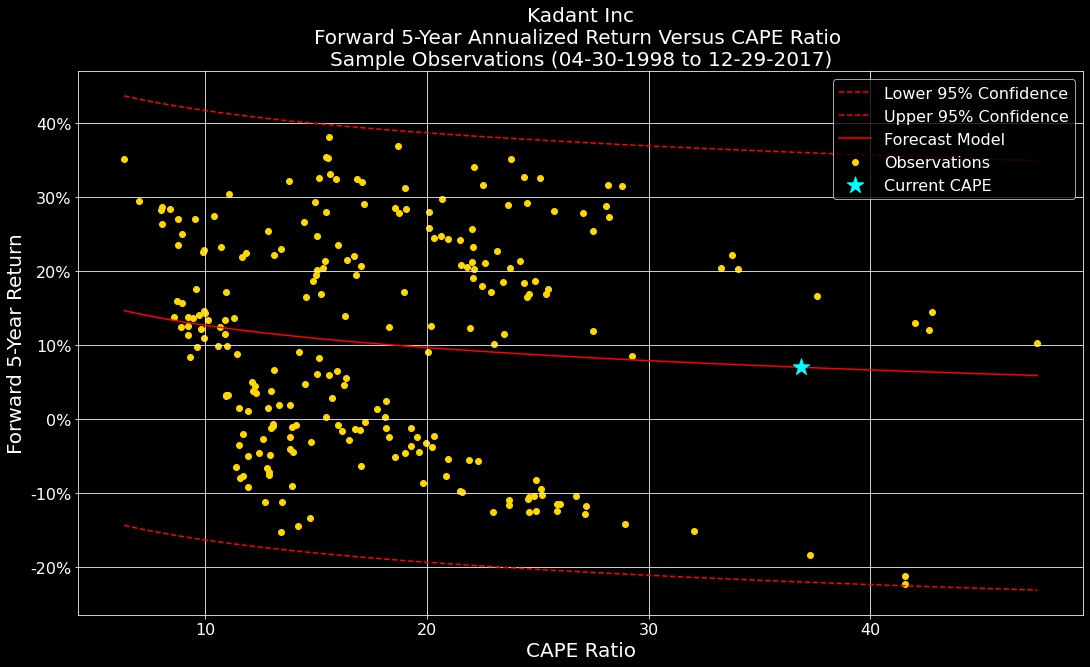 Kadant Inc
Forward 5-Year Annualized Return Versus CAPE Ratio
Sample Observations (04-30-1998 to 12-29-2017)
Lower 95% Confidence
Upper 95% Confidence
Forecast Model
Observations
Current CAPE
Forward 5-Year Return
40%
30%
20%
10%
0%
-10%
-20%
10
20
30
40
CAPE Ratio